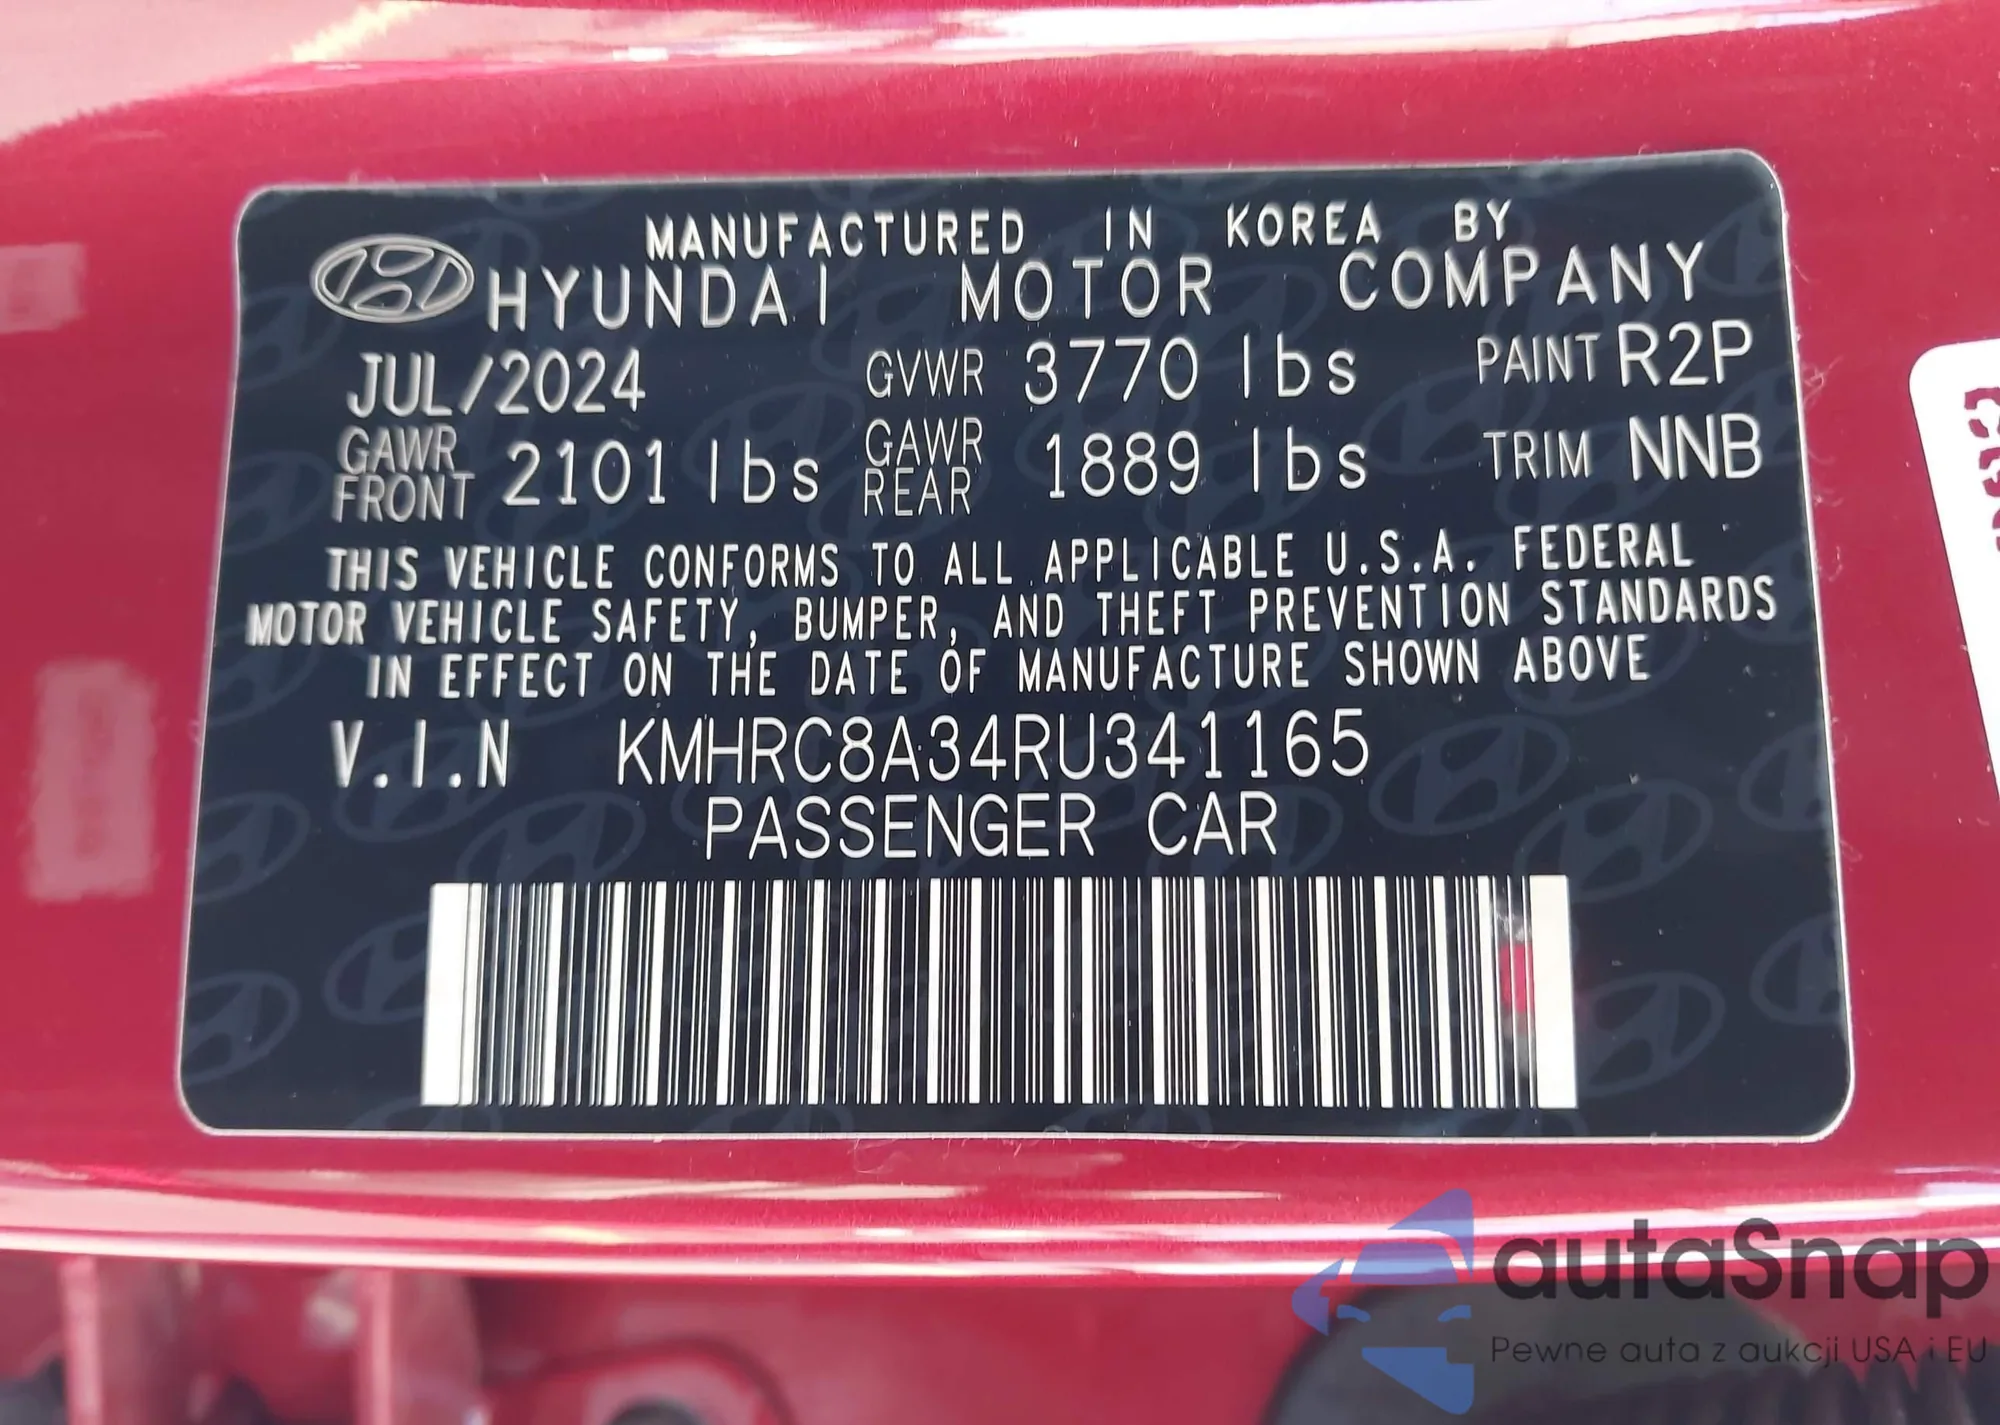 MANUFACTURED IN KOREA BY
HYUNDAI MOTOR COMPANY
JUL/2024 GVWR 3770 lbs PAINT R2P
GAWR FRONT 2101 lbs GAWR REAR 1889 lbs TRIM NNB
THIS VEHICLE CONFORMS TO ALL APPLICABLE U.S.A. FEDERAL
MOTOR VEHICLE SAFETY, BUMPER, AND THEFT PREVENTION STANDARDS
IN EFFECT ON THE DATE OF MANUFACTURE SHOWN ABOVE
V.I.N KMHRC8A34RU341165
PASSENGER CAR
autaSnap
Pewne auta z aukcji USA i EU